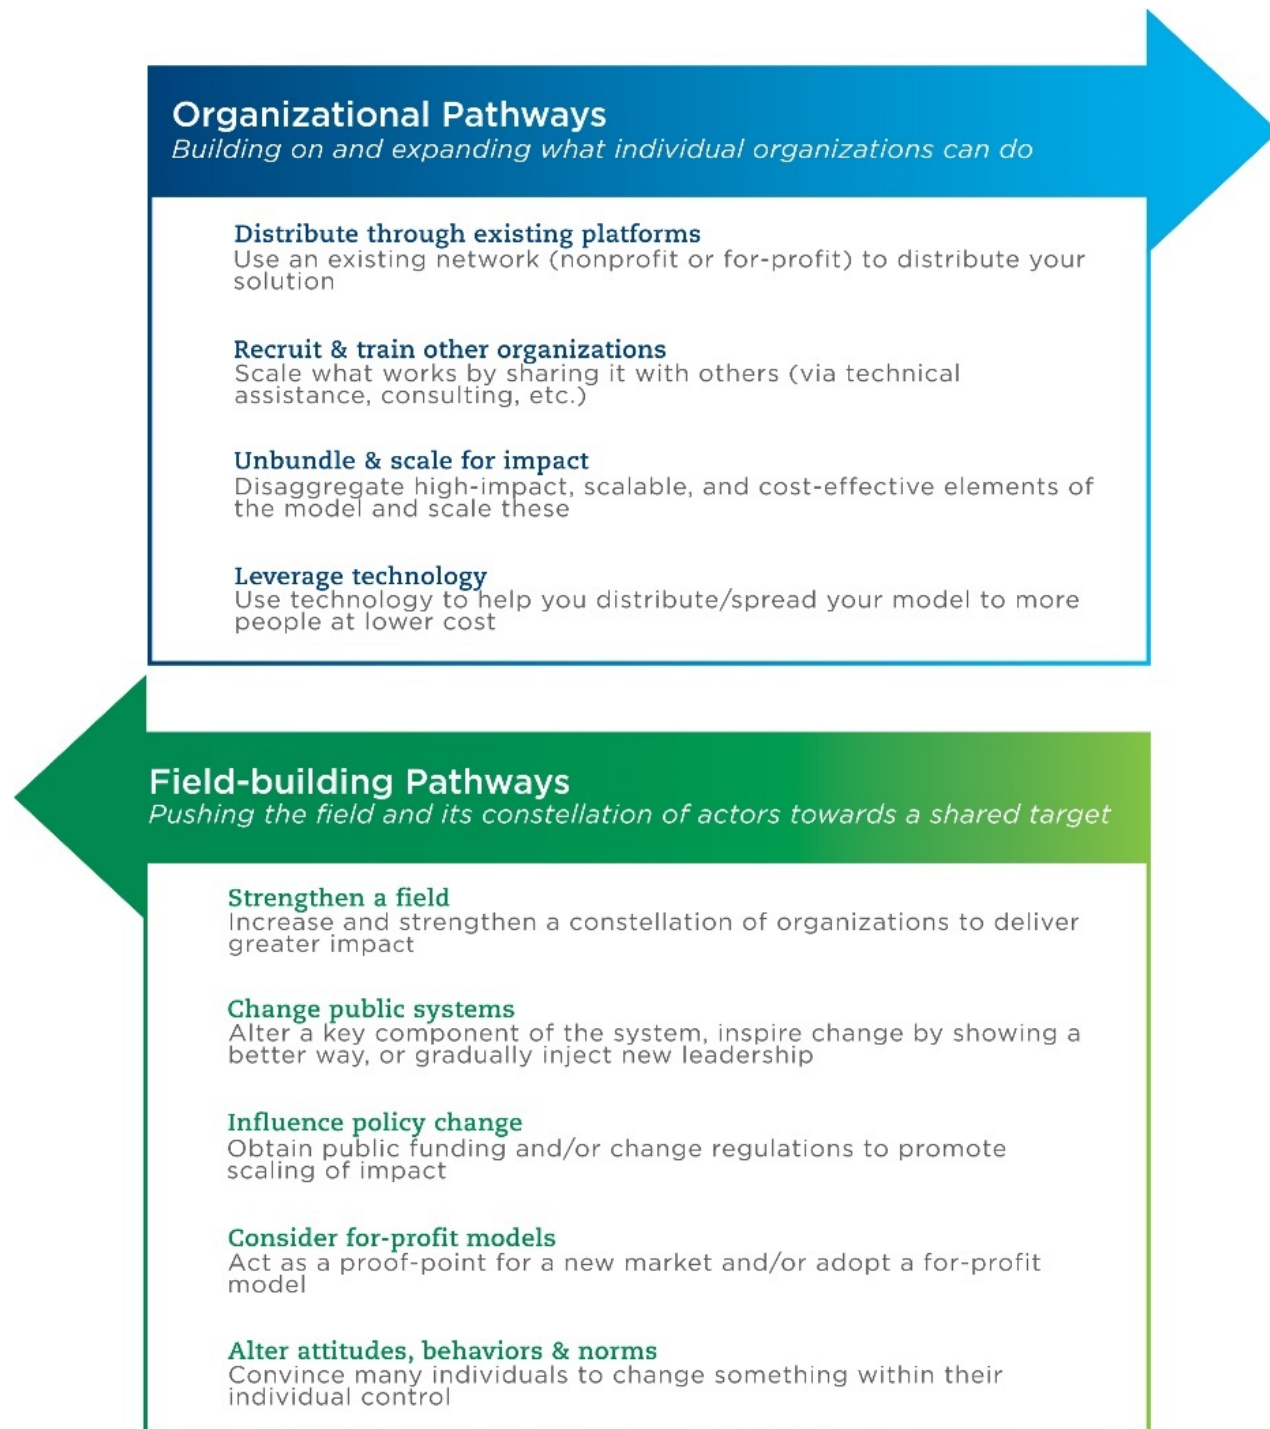 Organizational Pathways
Building on and expanding what individual organizations can do
Distribute through existing platforms
Use an existing network (nonprofit or for-profit) to distribute your
solution
Recruit & train other organizations
Scale what works by sharing it with others (via technical
assistance, consulting, etc.)
Unbundle & scale for impact
Disaggregate high-impact, scalable, and cost-effective elements of
the model and scale these
Leverage technology
Use technology to help you distribute/spread your model to more
people at lower cost
Field-building Pathways
Pushing the field and its constellation of actors towards a shared target
Strengthen a field
Increase and strengthen a constellation of organizations to deliver
greater impact
Change public systems
Alter a key component of the system, inspire change by showing a
better way, or gradually inject new leadership
Influence policy change
Obtain public funding and/or change regulations to promote
scaling of impact
Consider for-profit models
Act as a proof-point for a new market and/or adopt a for-profit
model
Alter attitudes, behaviors & norms
Convince many individuals to change something within their
individual control